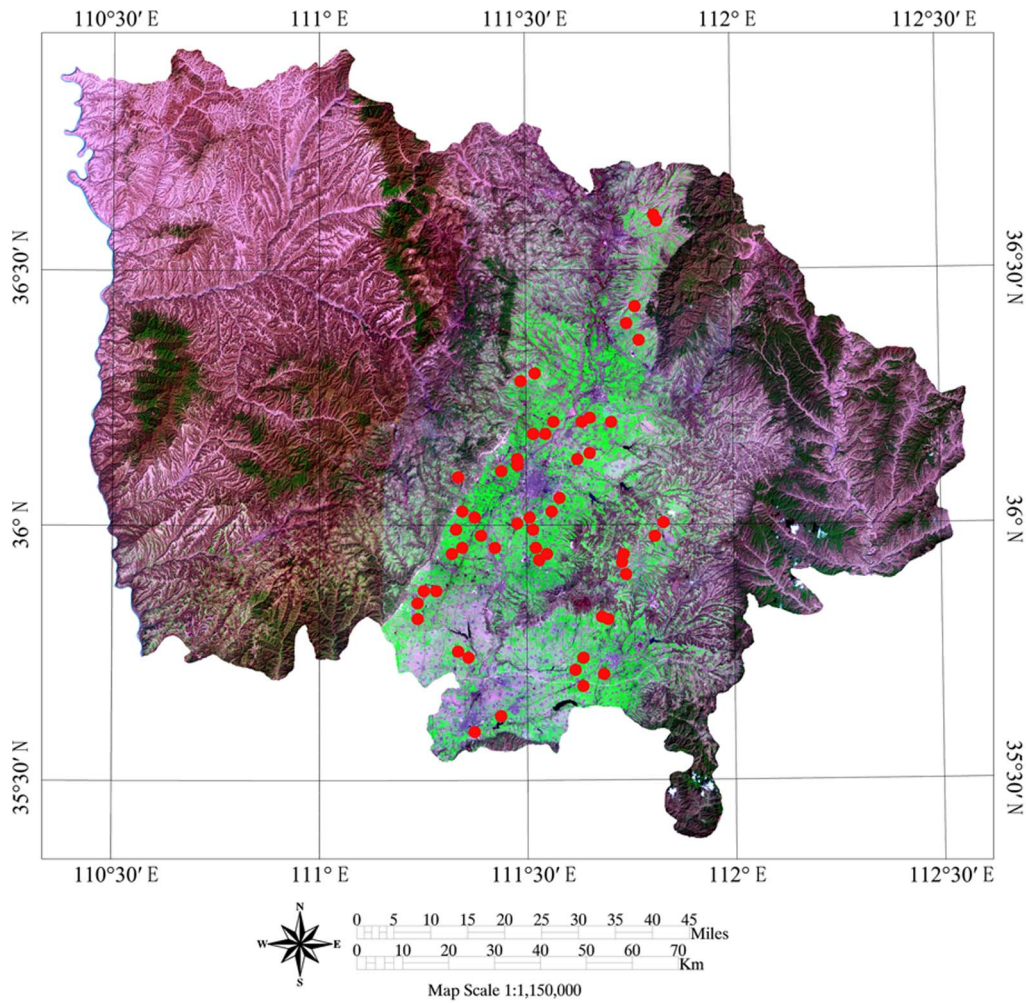 110°30′ E 111° E 111°30′ E 112° E 112°30′ E
36°30′ N 36°30′ N
36° N 36° N
35°30′ N 35°30′ N
110°30′ E 111° E 111°30′ E 112° E 112°30′ E
N
W E
S
0 5 10 15 20 25 30 35 40 45
Miles
0 10 20 30 40 50 60 70
Km
Map Scale 1:1,150,000